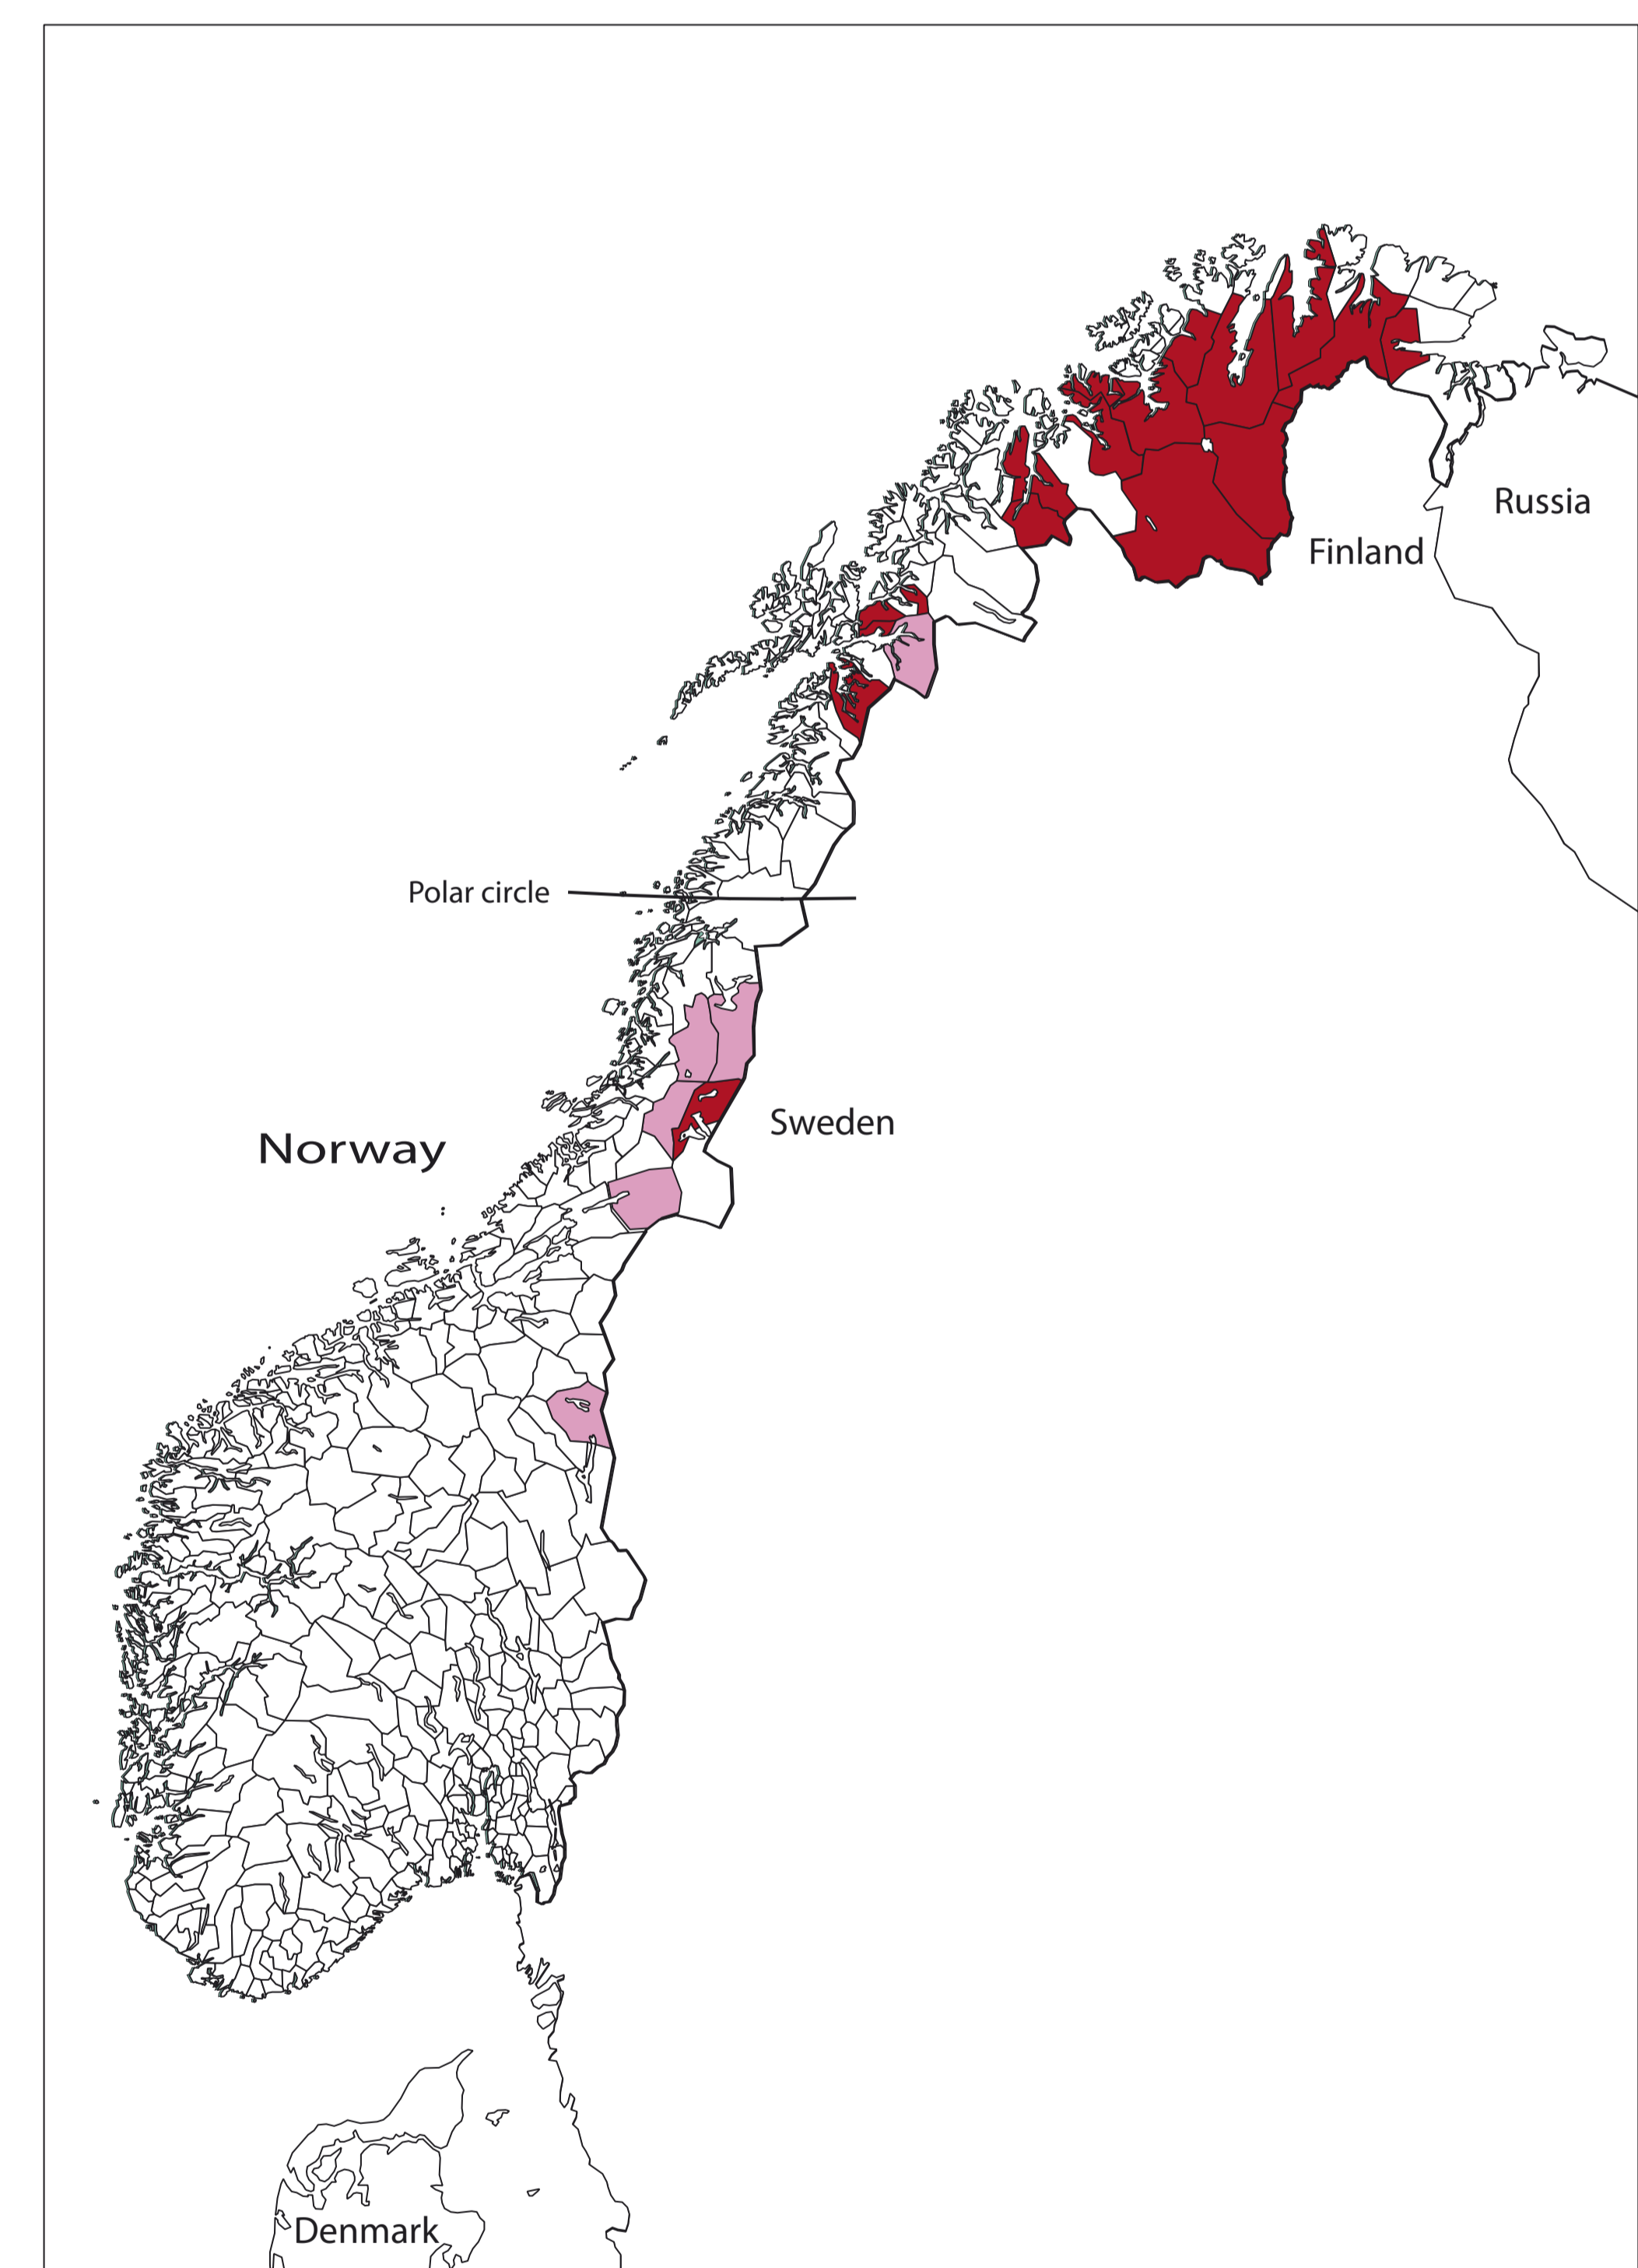 Russia
Finland
Polar circle
Sweden
Norway
Denmark